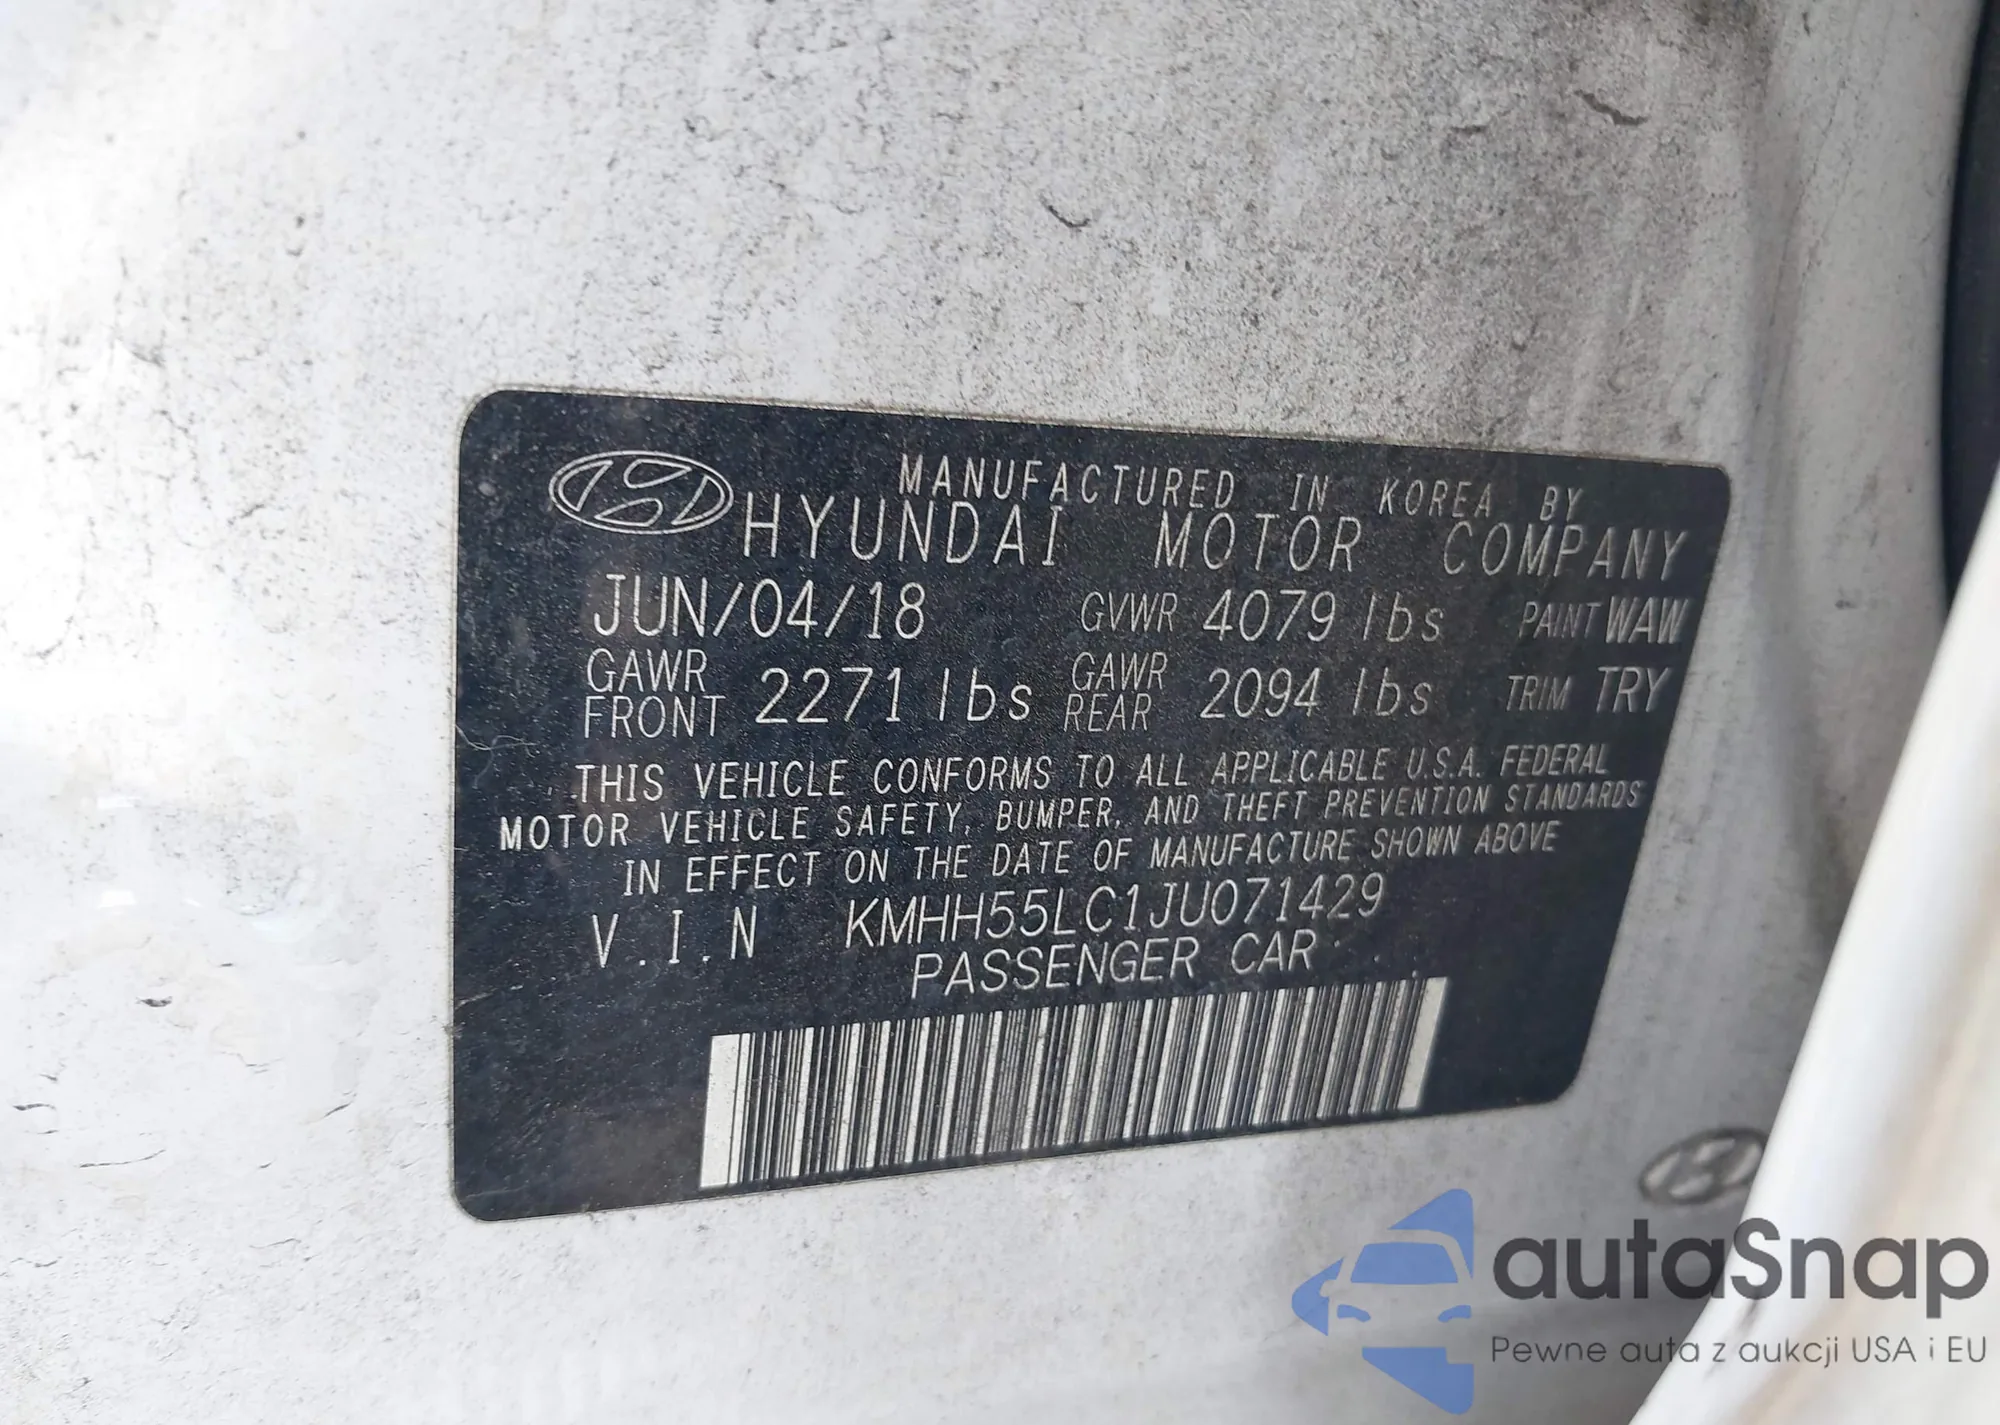 MANUFACTURED IN KOREA BY
HYUNDAI MOTOR COMPANY
JUN/04/18 GVWR 4079 lbs PAINT WAW
GAWR FRONT 2271 lbs GAWR REAR 2094 lbs TRIM TRY
THIS VEHICLE CONFORMS TO ALL APPLICABLE U.S.A. FEDERAL
MOTOR VEHICLE SAFETY, BUMPER, AND THEFT PREVENTION STANDARDS
IN EFFECT ON THE DATE OF MANUFACTURE SHOWN ABOVE
V.I.N KMHH55LC1JU071429
PASSENGER CAR
autaSnap
Pewne auta z aukcji USA i EU